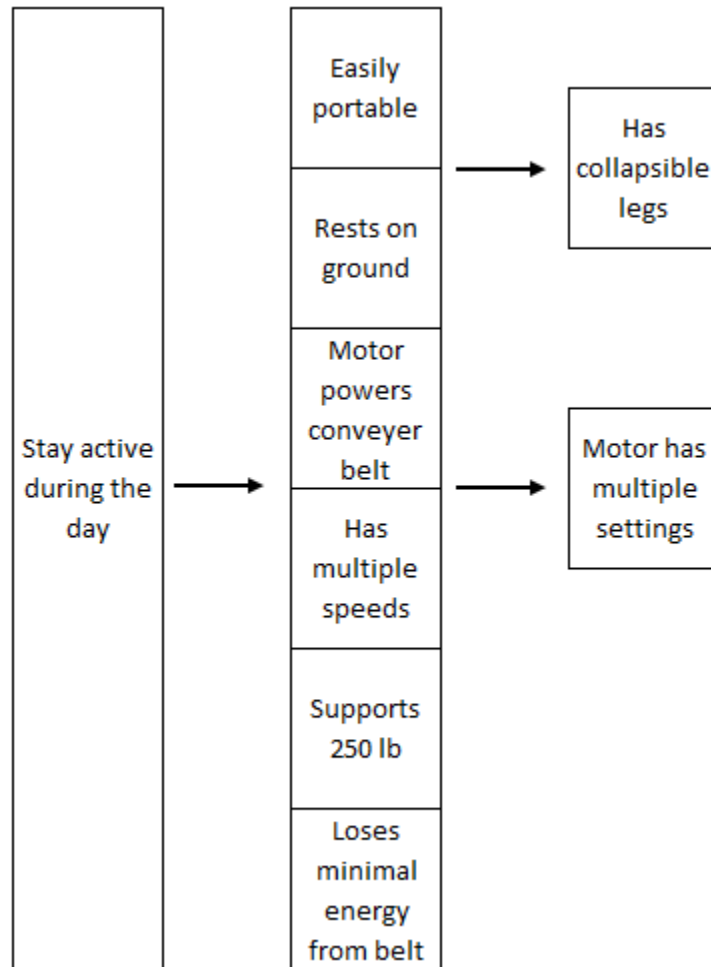 Stay active
during the
day
Easily
portable
Rests on
ground
Motor
powers
conveyer
belt
Has
multiple
speeds
Supports
250 lb
Loses
minimal
energy
from belt
Has
collapsible
legs
Motor has
multiple
settings